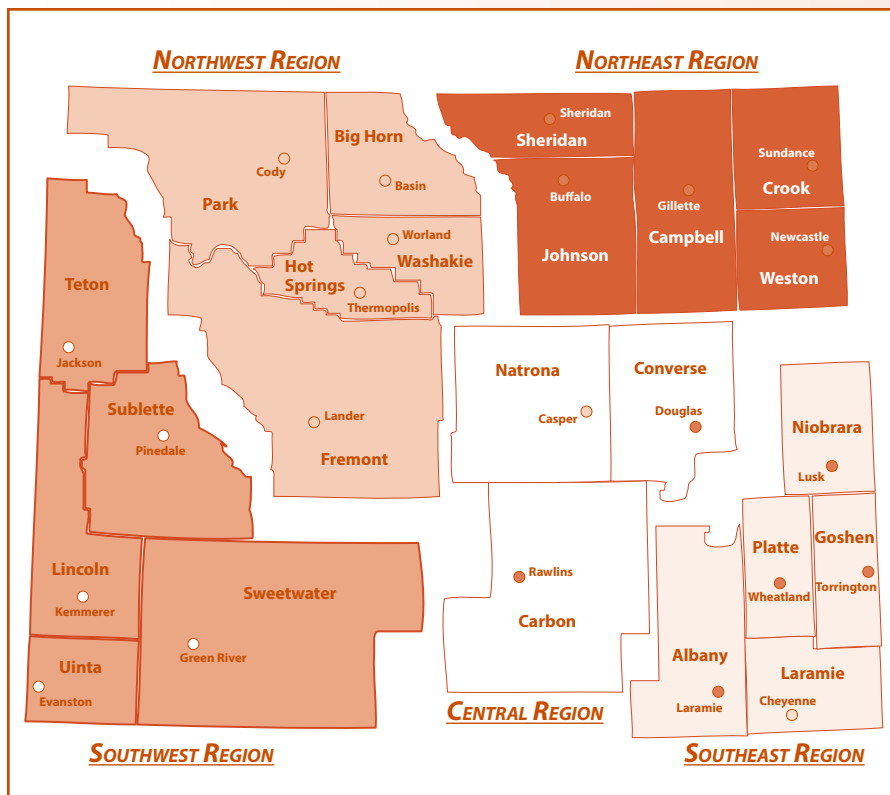 NORTHWEST REGION
NORTHEAST REGION
Sheridan
Sheridan
Big Horn
Cody
Basin
Park
Sundance
Crook
Buffalo
Gillette
Worland
Washakie
Campbell
Newcastle
Johnson
Weston
Hot
Springs
Thermopolis
Teton
Jackson
Natrona
Converse
Sublette
Casper
Douglas
Lander
Pinedale
Niobrara
Fremont
Lusk
Platte
Goshen
Lincoln
Rawlins
Wheatland
Torrington
Kemmerer
Sweetwater
Carbon
Green River
Albany
Uinta
Laramie
Evanston
Laramie
Cheyenne
CENTRAL REGION
SOUTHWEST REGION
SOUTHEAST REGION